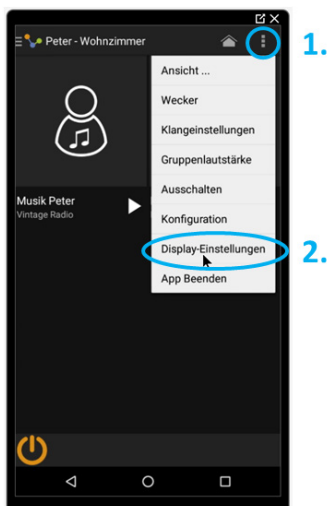 Peter - Wohnzimmer
1.
Ansicht ...
Wecker
Klangeinstellungen
Gruppenlautstärke
Ausschalten
Konfiguration
Display-Einstellungen
2.
App Beenden
Musik Peter
Vintage Radio